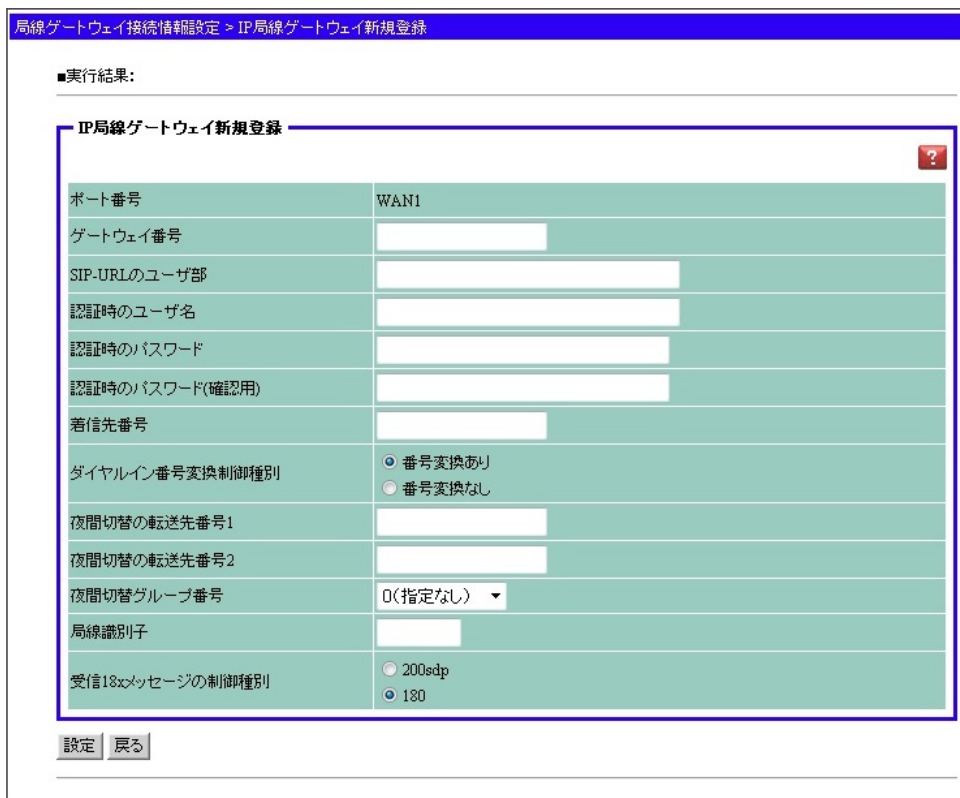 局線ゲートウェイ接続情報設定 > IP局線ゲートウェイ新規登録
■実行結果:
IP局線ゲートウェイ新規登録
?
ポート番号 WAN1
ゲートウェイ番号
SIP-URLのユーザ部
認証時のユーザ名
認証時のパスワード
認証時のパスワード(確認用)
着信先番号
ダイヤルイン番号変換制御種別
番号変換あり
番号変換なし
夜間切替の転送先番号1
夜間切替の転送先番号2
夜間切替グループ番号 0(指定なし)
局線識別子
受信18xメッセージの制御種別
200sdp
180
設定 戻る